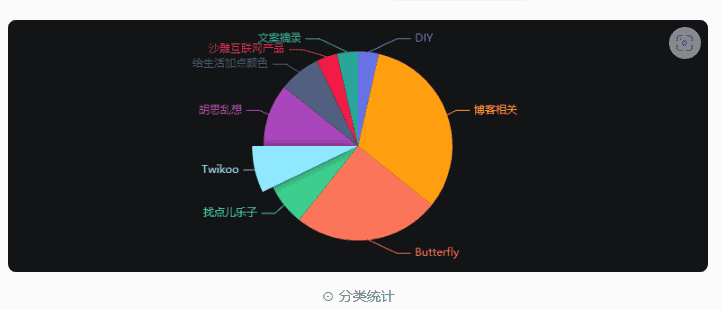 文案摘录
DIY
沙雕互联网产品
给生活加点颜色
胡思乱想
博客相关
Twikoo
找点儿乐子
Butterfly
分类统计